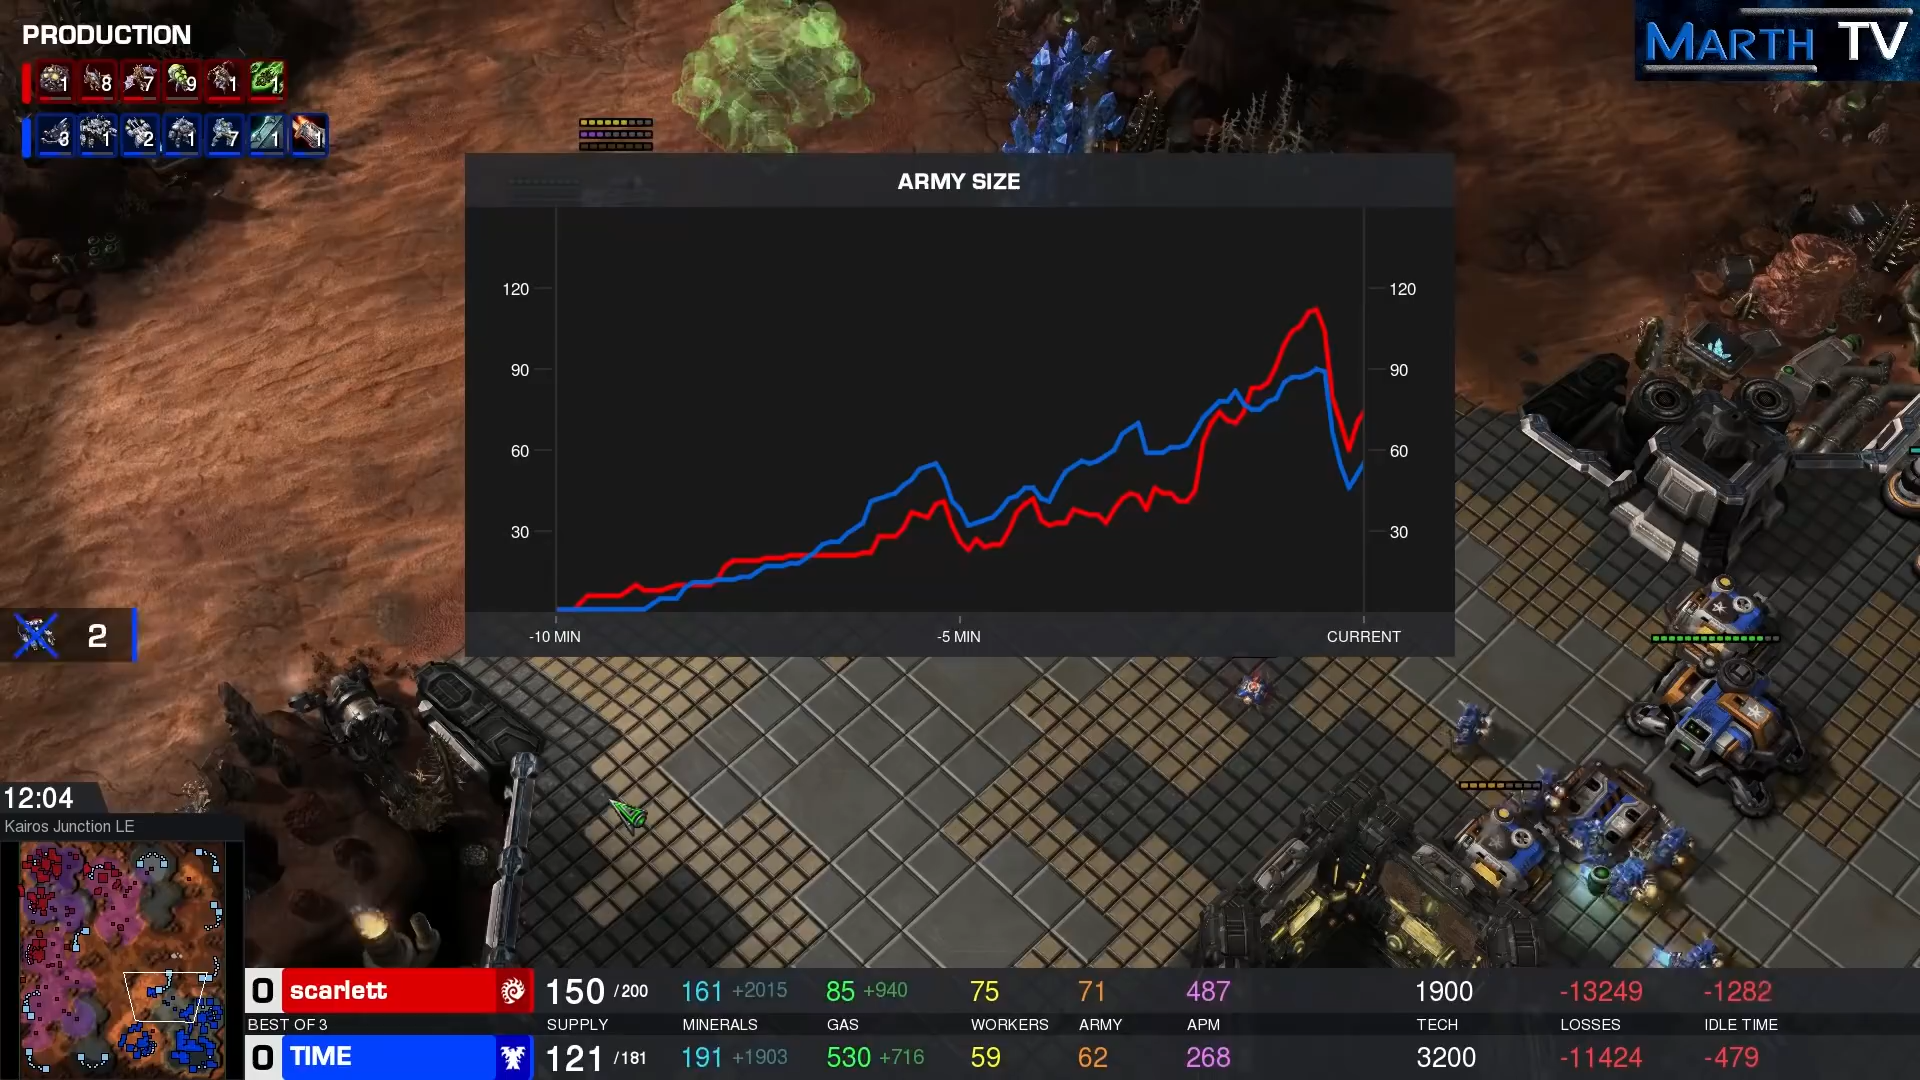 PRODUCTION
1 8 7 9 1 1
3 1 2 1 7 1 1
MARTH TV
ARMY SIZE
120 120
90 90
60 60
30 30
-10 MIN -5 MIN CURRENT
2
12:04
Kairos Junction LE
0 scarlett 150 /200 161 +2015 85 +940 75 71 487 1900 -13249 -1282
BEST OF 3 SUPPLY MINERALS GAS WORKERS ARMY APM TECH LOSSES IDLE TIME
0 TIME 121 /181 191 +1903 530 +716 59 62 268 3200 -11424 -479